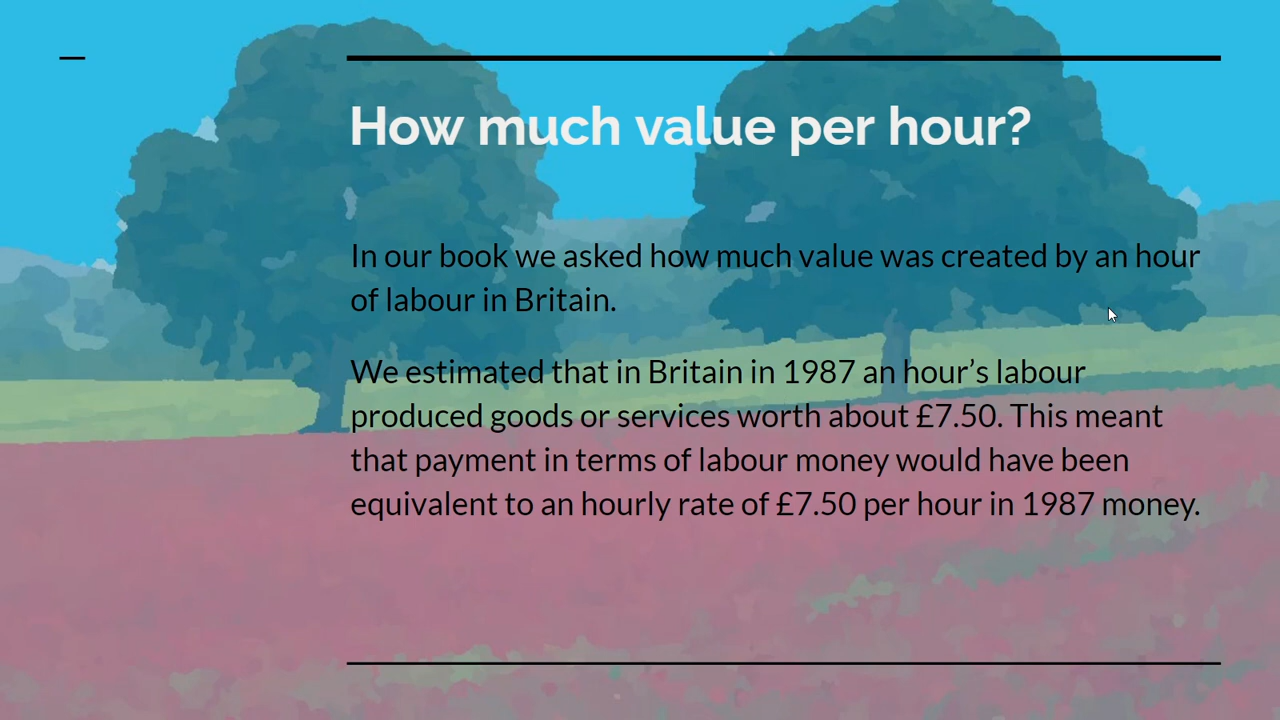 How much value per hour?
In our book we asked how much value was created by an hour
of labour in Britain.
We estimated that in Britain in 1987 an hour’s labour
produced goods or services worth about £7.50. This meant
that payment in terms of labour money would have been
equivalent to an hourly rate of £7.50 per hour in 1987 money.